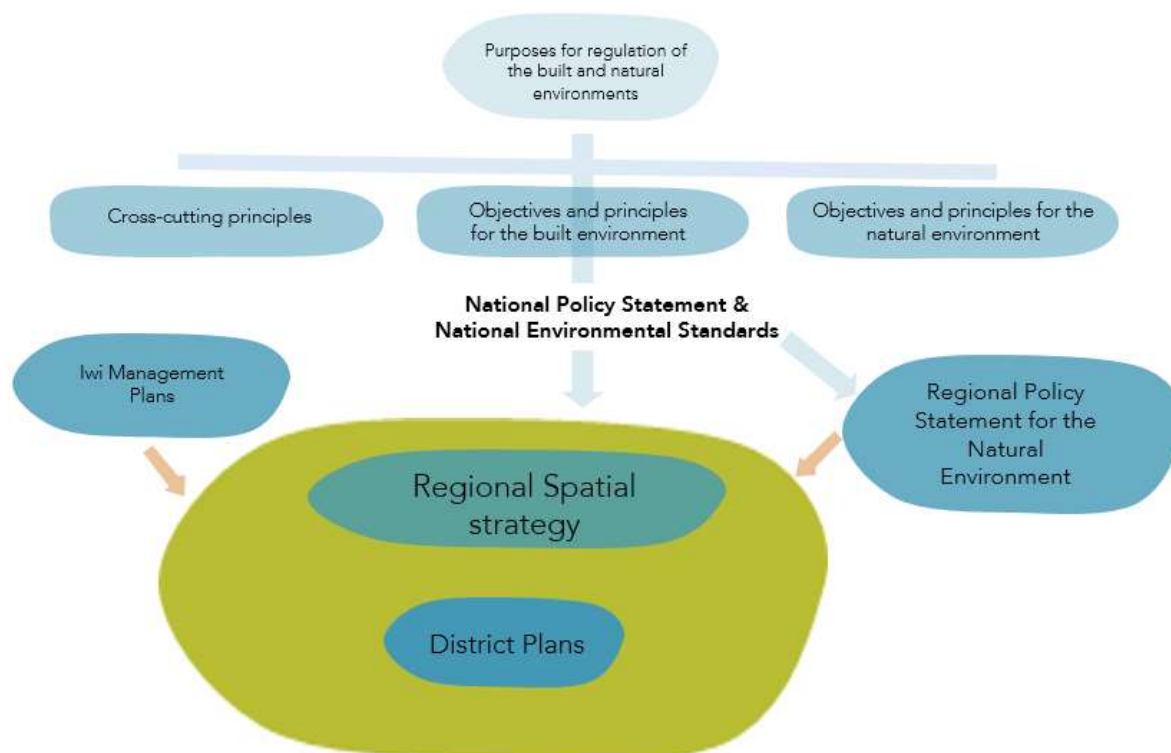 Purposes for regulation of
the built and natural
environments
Cross-cutting principles
Objectives and principles
for the built environment
Objectives and principles for the
natural environment
National Policy Statement &
National Environmental Standards
Iwi Management
Plans
Regional Policy
Statement for the
Natural
Environment
Regional Spatial
strategy
District Plans